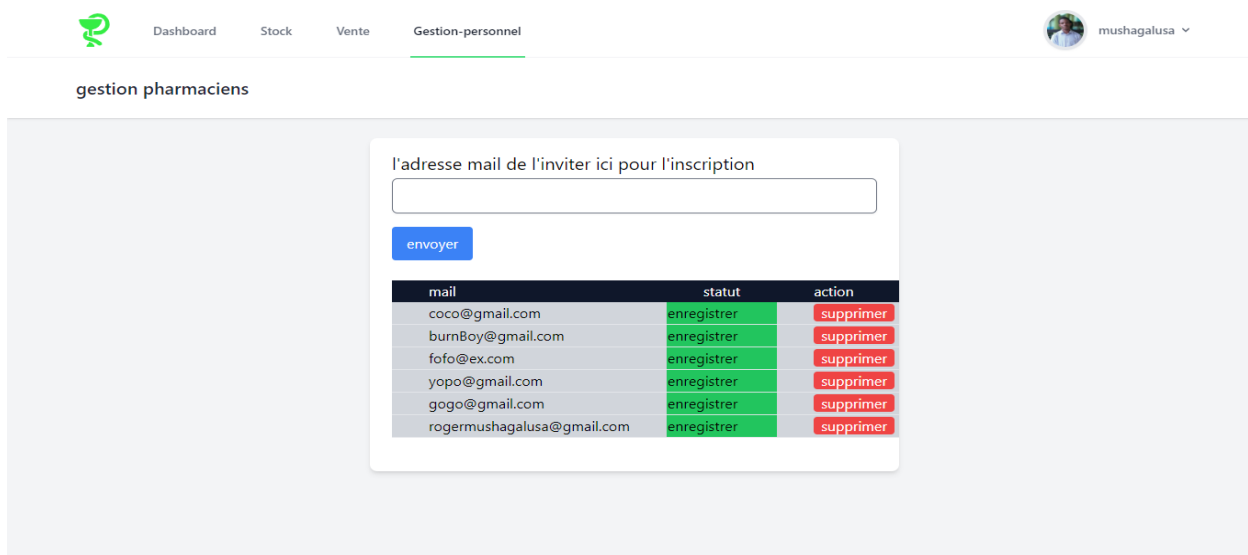 Dashboard Stock Vente Gestion-personnel mushagalusa
gestion pharmaciens
l'adresse mail de l'inviter ici pour l'inscription
envoyer
mail statut action
coco@gmail.com enregistrer supprimer
burnBoy@gmail.com enregistrer supprimer
fofo@ex.com enregistrer supprimer
yopo@gmail.com enregistrer supprimer
gogo@gmail.com enregistrer supprimer
rogermushagalusa@gmail.com enregistrer supprimer